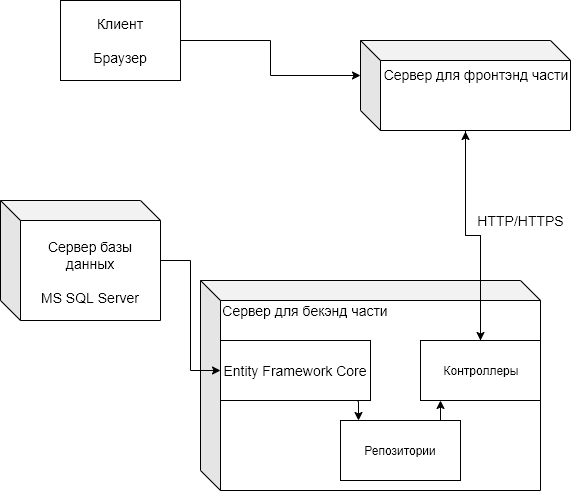 Клиент
Браузер
Сервер для фронтэнд части
HTTP/HTTPS
Сервер базы
данных
MS SQL Server
Сервер для бекэнд части
Entity Framework Core
Контроллеры
Репозитории